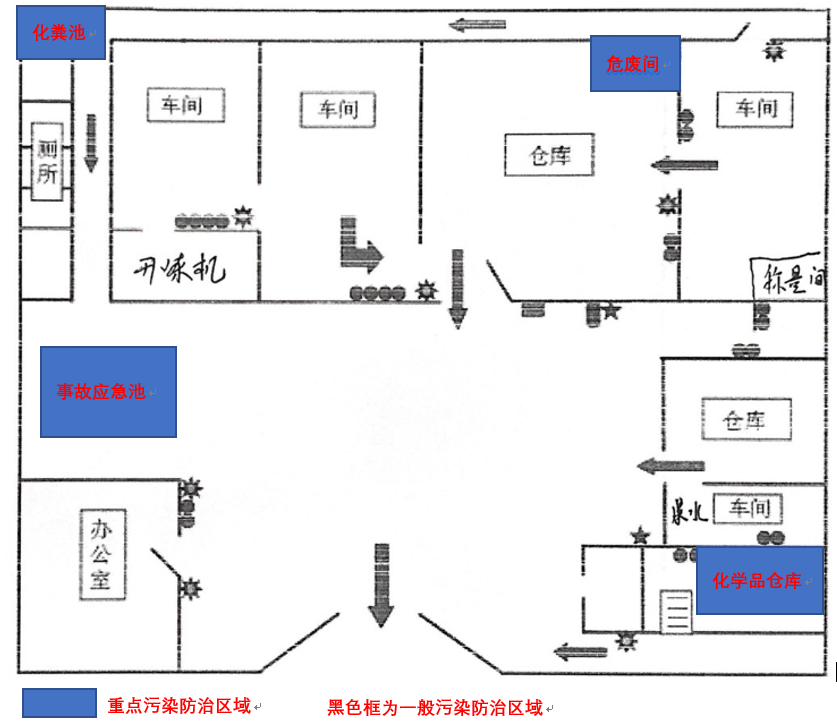 化粪池
危废间
车间
车间
车间
仓库
厕所
开炼机
称量间
事故应急池
仓库
车间
办公室
化学品仓库
重点污染防治区域
黑色框为一般污染防治区域